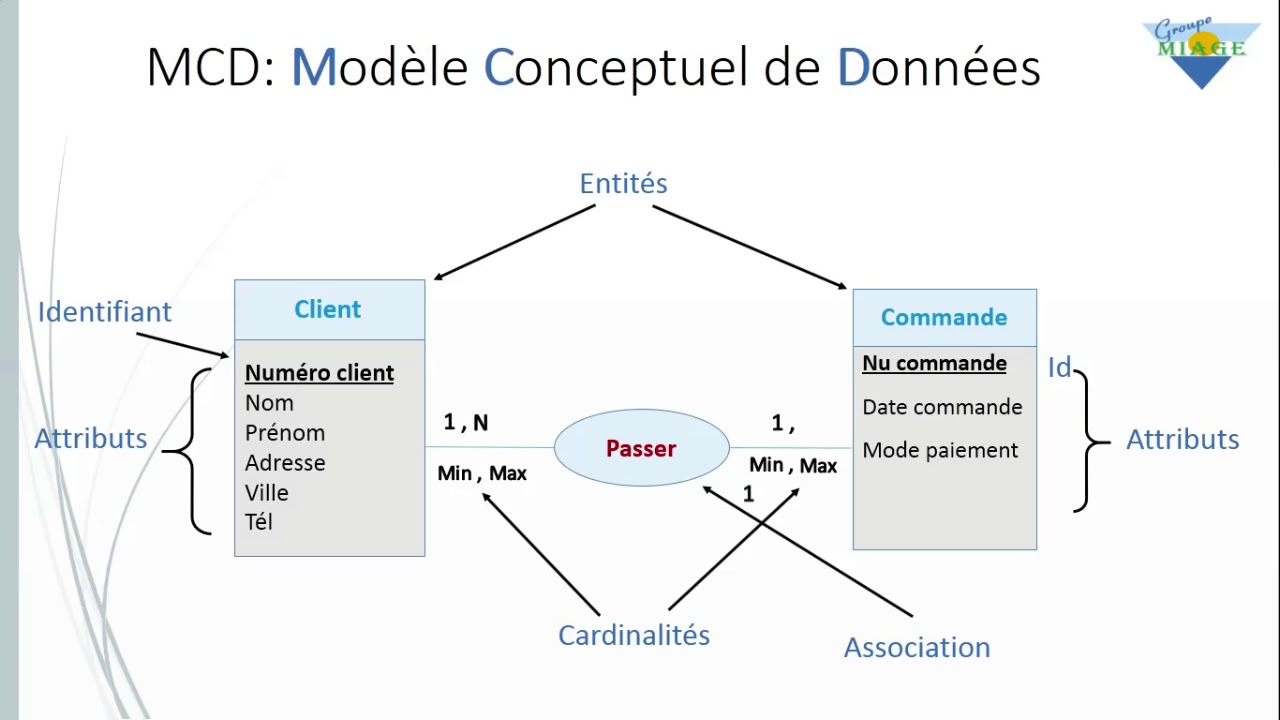 MCD: Modèle Conceptuel de Données
Groupe
MIAGE
Entités
Identifiant
Client
Commande
Numéro client
Nom
Prénom
Adresse
Ville
Tél
Nu commande
Date commande
Mode paiement
Id
Attributs
Attributs
1 , N
Min , Max
Passer
1 ,
Min , Max
1
Cardinalités
Association